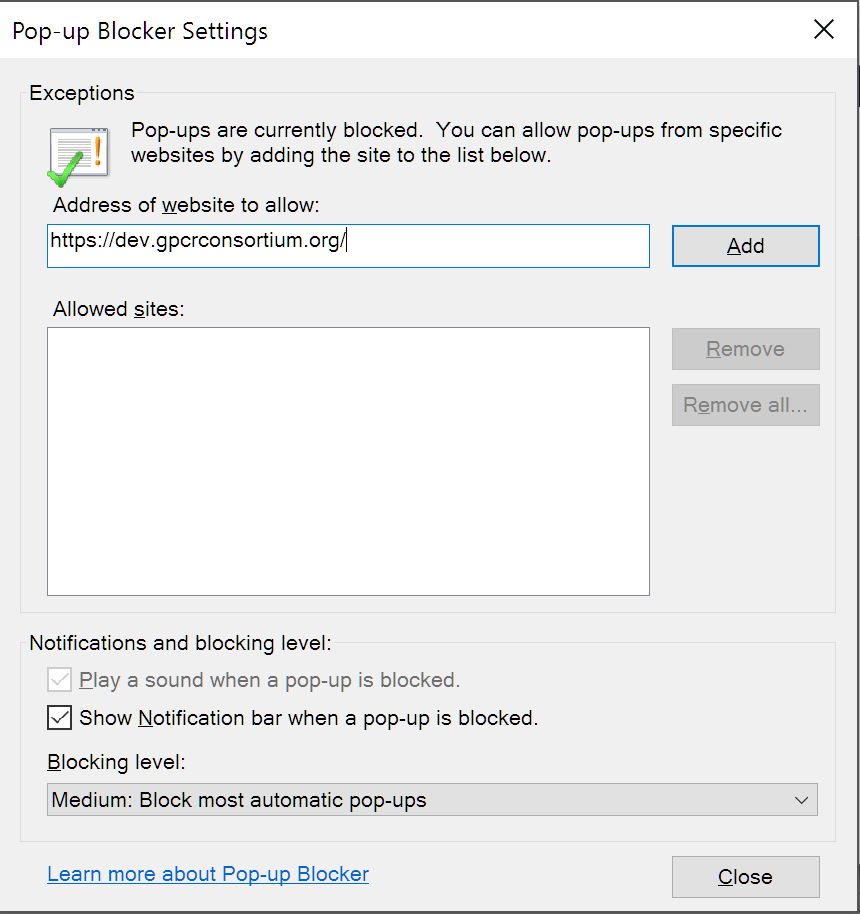 Pop-up Blocker Settings
Exceptions
Pop-ups are currently blocked.  You can allow pop-ups from specific
websites by adding the site to the list below.
Address of website to allow:
https://dev.gpcrconsortium.org/
Add
Allowed sites:
Remove
Remove all...
Notifications and blocking level:
Play a sound when a pop-up is blocked.
Show Notification bar when a pop-up is blocked.
Blocking level:
Medium: Block most automatic pop-ups
Learn more about Pop-up Blocker
Close